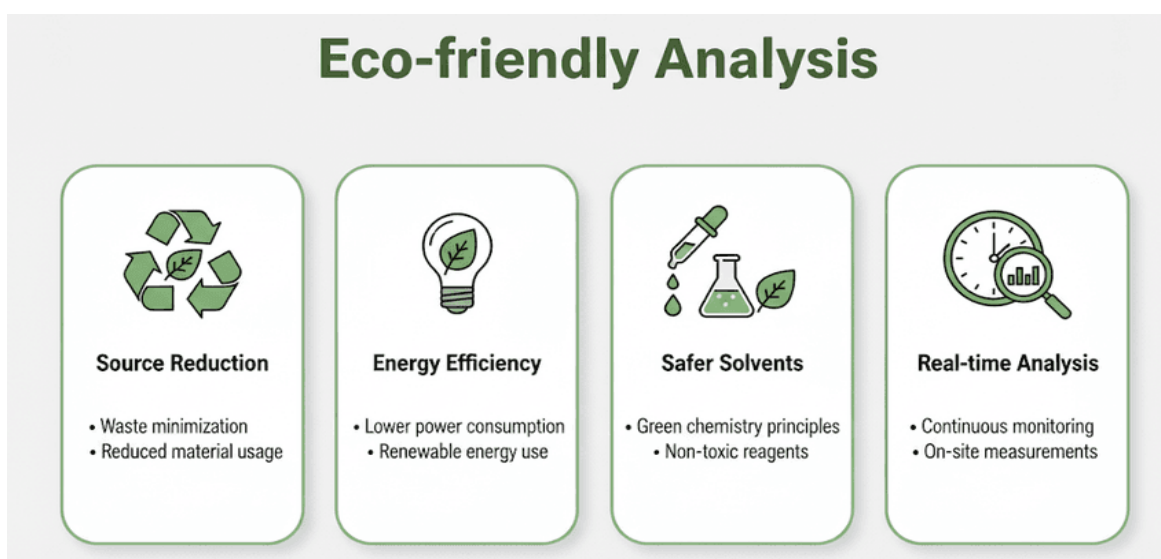 Eco-friendly Analysis
Source Reduction
• Waste minimization
• Reduced material usage
Energy Efficiency
• Lower power consumption
• Renewable energy use
Safer Solvents
• Green chemistry principles
• Non-toxic reagents
Real-time Analysis
• Continuous monitoring
• On-site measurements